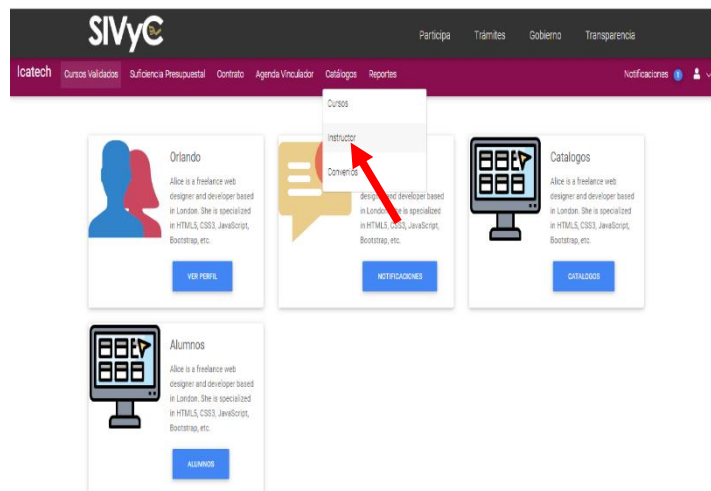 SIVyC
Participa Trámites Gobierno Transparencia
Icatech Cursos Validados Suficiencia Presupuestal Contrato Agenda Vinculador Catálogos Reportes Notificaciones 1
Cursos
Instructor
Convenios
Orlando
Alice is a freelance web
designer and developer based
in London. She is specialized
in HTML5, CSS3, JavaScript,
Bootstrap, etc.
VER PERFIL
designer and developer based
in London. She is specialized
in HTML5, CSS3, JavaScript,
Bootstrap, etc.
NOTIFICACIONES
Catalogos
Alice is a freelance web
designer and developer based
in London. She is specialized
in HTML5, CSS3, JavaScript,
Bootstrap, etc.
CATALOGOS
Alumnos
Alice is a freelance web
designer and developer based
in London. She is specialized
in HTML5, CSS3, JavaScript,
Bootstrap, etc.
ALUMNOS